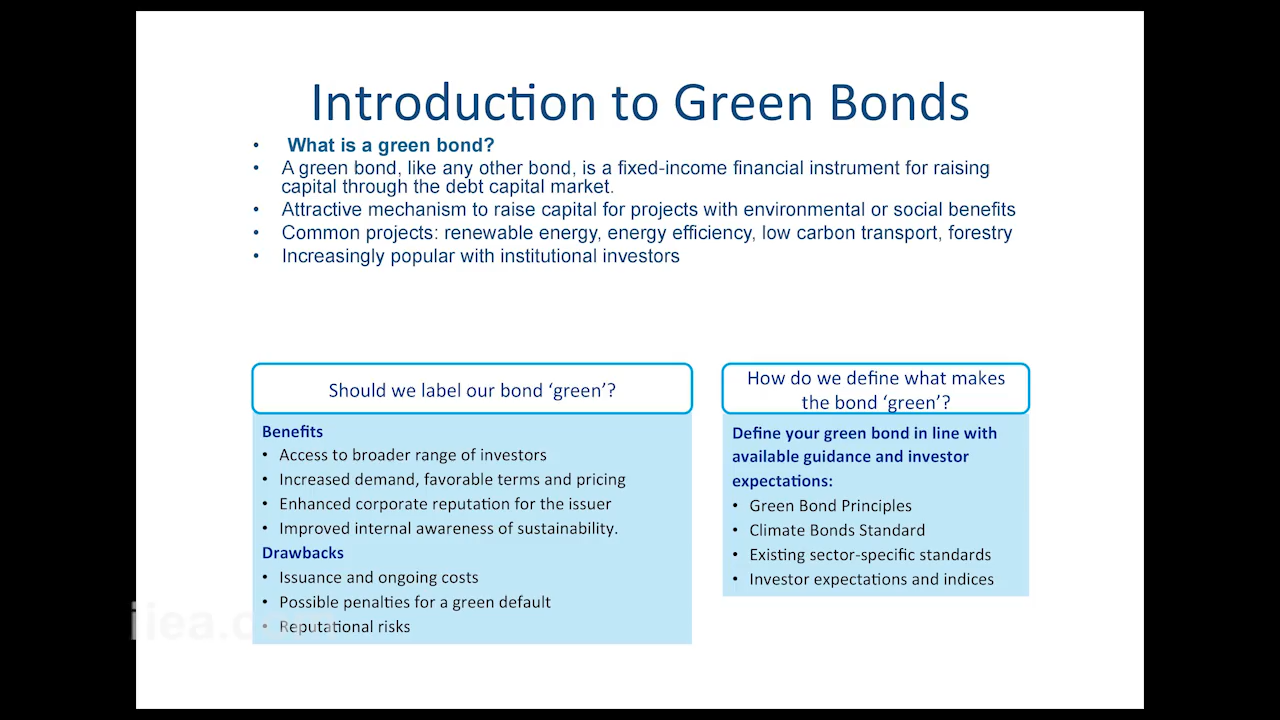 Introduction to Green Bonds
• What is a green bond?
• A green bond, like any other bond, is a fixed-income financial instrument for raising
capital through the debt capital market.
• Attractive mechanism to raise capital for projects with environmental or social benefits
• Common projects: renewable energy, energy efficiency, low carbon transport, forestry
• Increasingly popular with institutional investors
Should we label our bond ‘green’?
Benefits
• Access to broader range of investors
• Increased demand, favorable terms and pricing
• Enhanced corporate reputation for the issuer
• Improved internal awareness of sustainability.
Drawbacks
• Issuance and ongoing costs
• Possible penalties for a green default
• Reputational risks
How do we define what makes
the bond ‘green’?
Define your green bond in line with
available guidance and investor
expectations:
• Green Bond Principles
• Climate Bonds Standard
• Existing sector-specific standards
• Investor expectations and indices